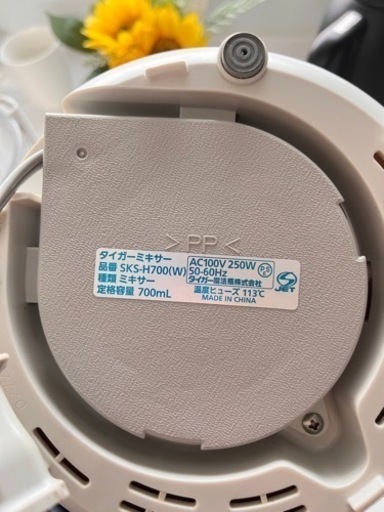 >PP<
タイガーミキサー
品番 SKS-H700(W)
種類 ミキサー
定格容量 700mL
AC100V 250W
50-60Hz
タイガー魔法瓶株式会社
温度ヒューズ 113℃
MADE IN CHINA
PS
E
JET